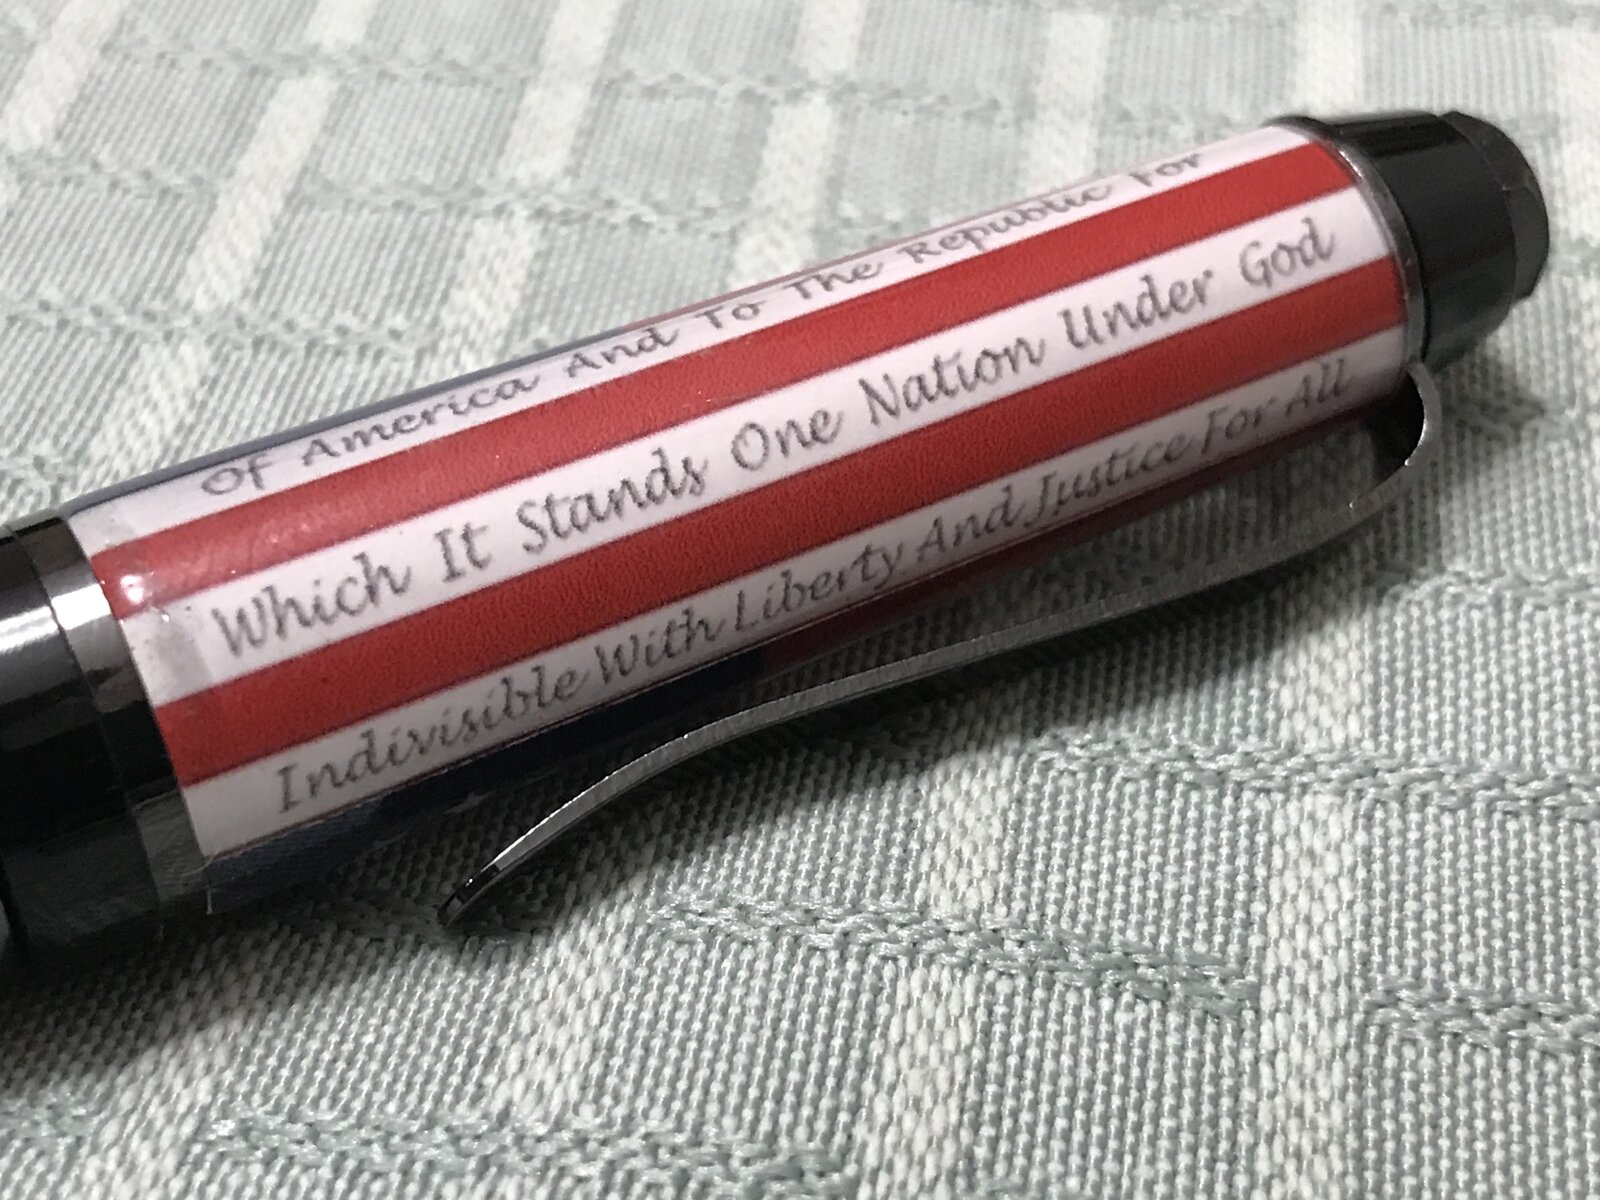 Of America And To The Republic For
Which It Stands One Nation Under God
Indivisible With Liberty And Justice For All